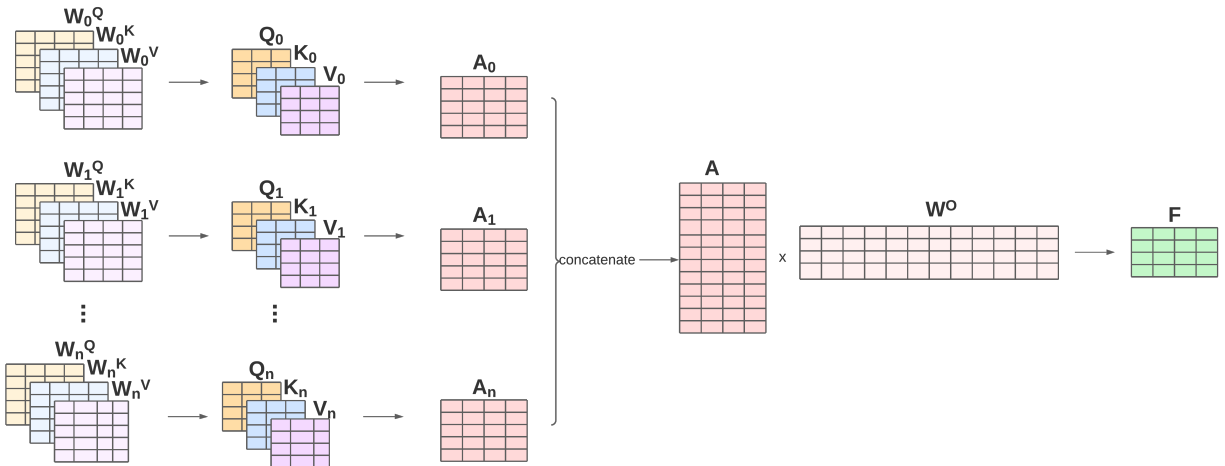 W₀Q
W₀K
W₀V
Q₀
K₀
V₀
A₀
W₁Q
W₁K
W₁V
Q₁
K₁
V₁
A₁
concatenate
A
x
Wᴼ
F
...
...
WₙQ
WₙK
WₙV
Qₙ
Kₙ
Vₙ
Aₙ